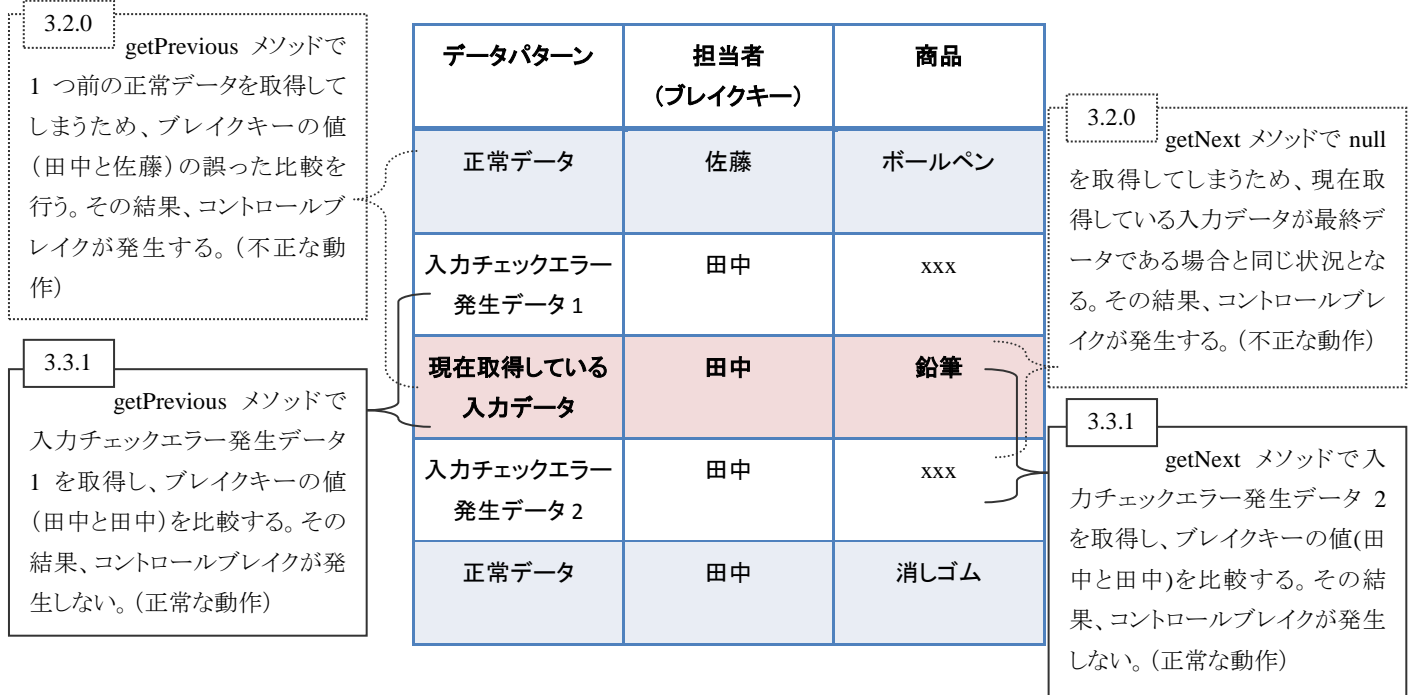 3.2.0
getPrevious メソッドで
1 つ前の正常データを取得して
しまうため、ブレイクキーの値
（田中と佐藤）の誤った比較を
行う。その結果、コントロールブ
レイクが発生する。（不正な動
作）
3.3.1
getPrevious メソッドで
入力チェックエラー発生データ
1 を取得し、ブレイクキーの値
（田中と田中）を比較する。その
結果、コントロールブレイクが発
生しない。（正常な動作）
データパターン 担当者 商品
（ブレイクキー）
正常データ 佐藤 ボールペン
入力チェックエラー 田中 xxx
発生データ 1
現在取得している 田中 鉛筆
入力データ
入力チェックエラー 田中 xxx
発生データ 2
正常データ 田中 消しゴム
3.2.0
getNext メソッドで null
を取得してしまうため、現在取
得している入力データが最終デ
ータである場合と同じ状況とな
る。その結果、コントロールブレ
イクが発生する。（不正な動作）
3.3.1
getNext メソッドで入
力チェックエラー発生データ 2
を取得し、ブレイクキーの値(田
中と田中)を比較する。その結
果、コントロールブレイクが発生
しない。（正常な動作）